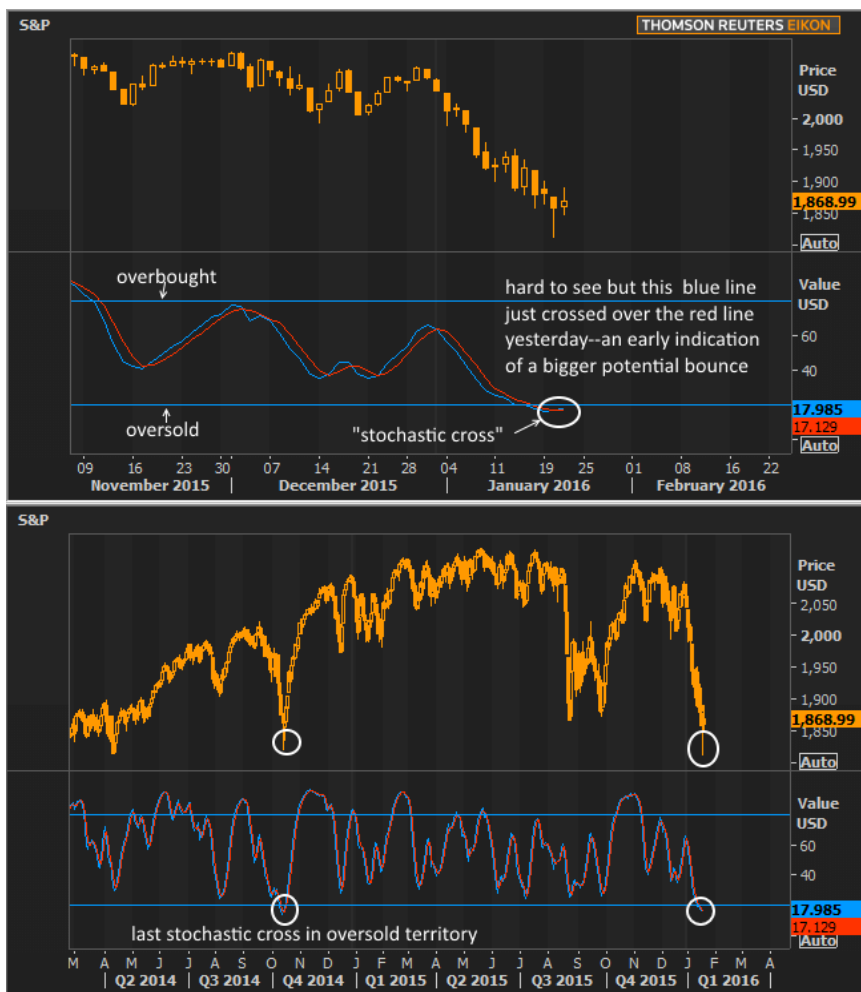 S&P
THOMSON REUTERS EIKON
Price
USD
2,000
1,950
1,900
1,868.99
1,850
Auto
overbought
hard to see but this blue line
just crossed over the red line
yesterday--an early indication
of a bigger potential bounce
Value
USD
60
40
oversold
"stochastic cross"
17.985
17.129
Auto
09 16 23 30 07 14 21 28 04 11 19 25 01 08 16 22
November 2015 December 2015 January 2016 February 2016
S&P
Price
USD
2,050
2,000
1,950
1,900
1,868.99
1,850
Auto
Value
USD
60
40
17.985
last stochastic cross in oversold territory
17.129
Auto
M A M J J A S O N D J F M A M J J A S O N D J F M A
Q2 2014 Q3 2014 Q4 2014 Q1 2015 Q2 2015 Q3 2015 Q4 2015 Q1 2016